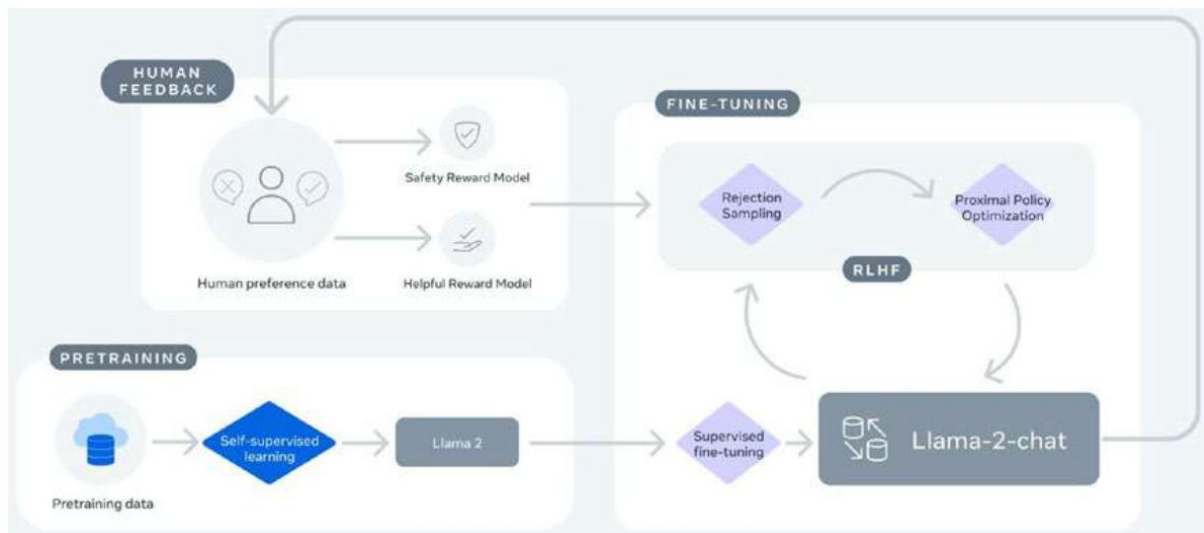 HUMAN
FEEDBACK
Safety Reward Model
Human preference data
Helpful Reward Model
FINE-TUNING
Rejection
Sampling
Proximal Policy
Optimization
RLHF
PRETRAINING
Pretraining data
Self-supervised
learning
Llama 2
Supervised
fine-tuning
Llama-2-chat